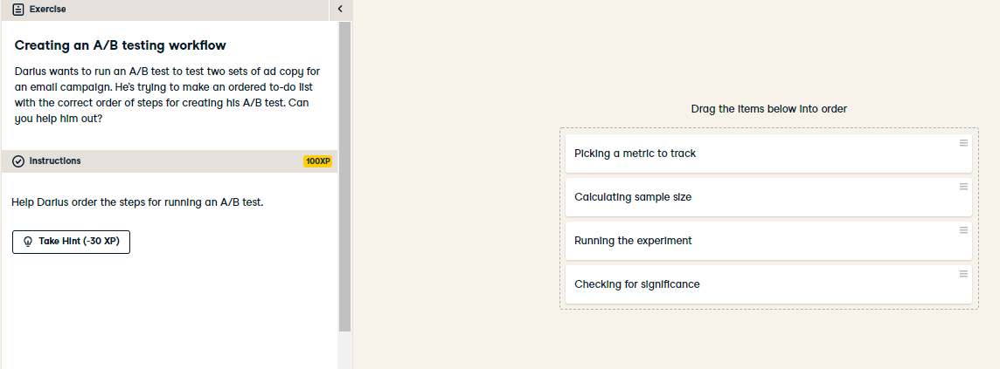 Exercise
Creating an A/B testing workflow
Darius wants to run an A/B test to test two sets of ad copy for
an email campaign. He's trying to make an ordered to-do list
with the correct order of steps for creating his A/B test. Can
you help him out?
Instructions
100XP
Help Darius order the steps for running an A/B test.
Take Hint (-30 XP)
Drag the items below into order
Picking a metric to track
Calculating sample size
Running the experiment
Checking for significance